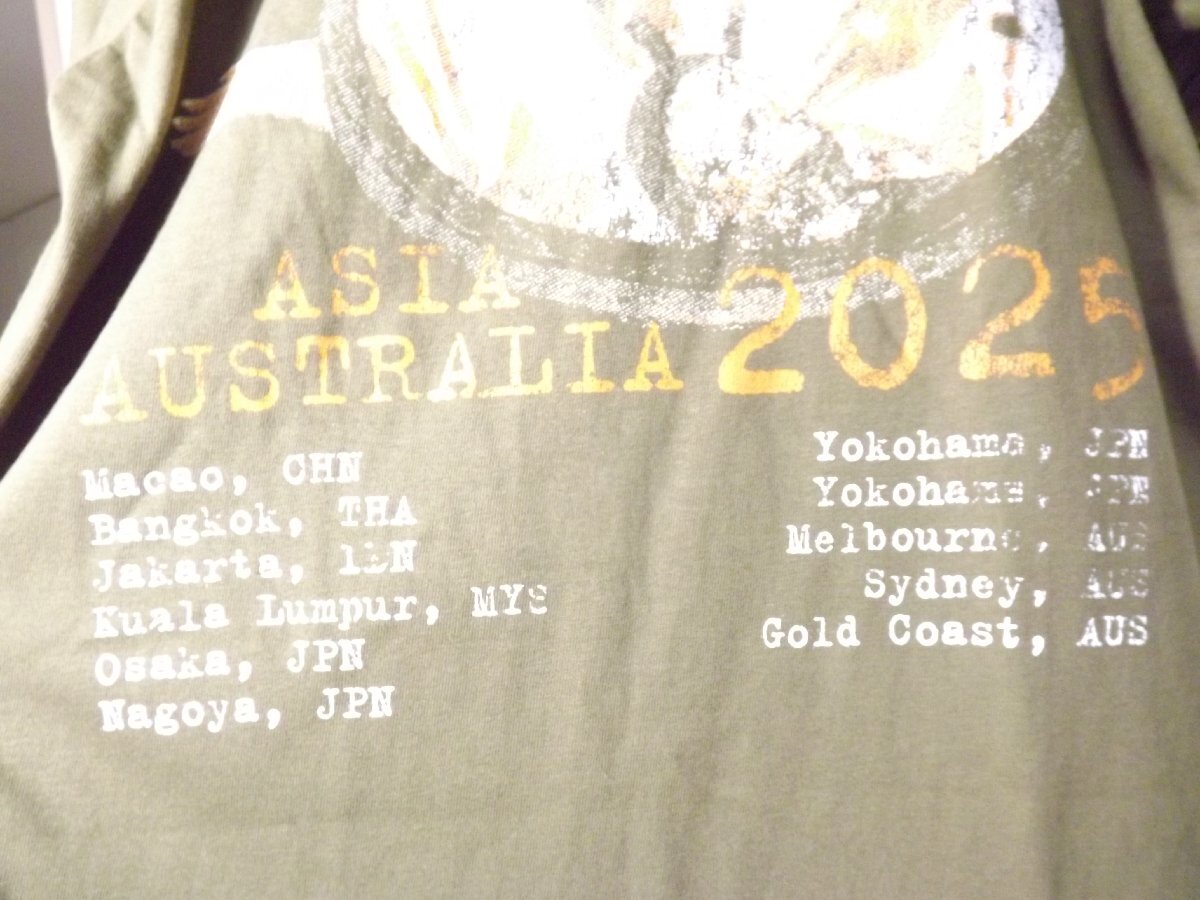 ASIA
AUSTRALIA 2025
Macao, CHN
Bangkok, THA
Jakarta,
Kuala Lumpur, MYS
Osaka, JPN
Nagoya, JPN
Yokohama, JPN
Yokohama, JPN
Melbourne, AUS
Sydney, AUS
Gold Coast, AUS